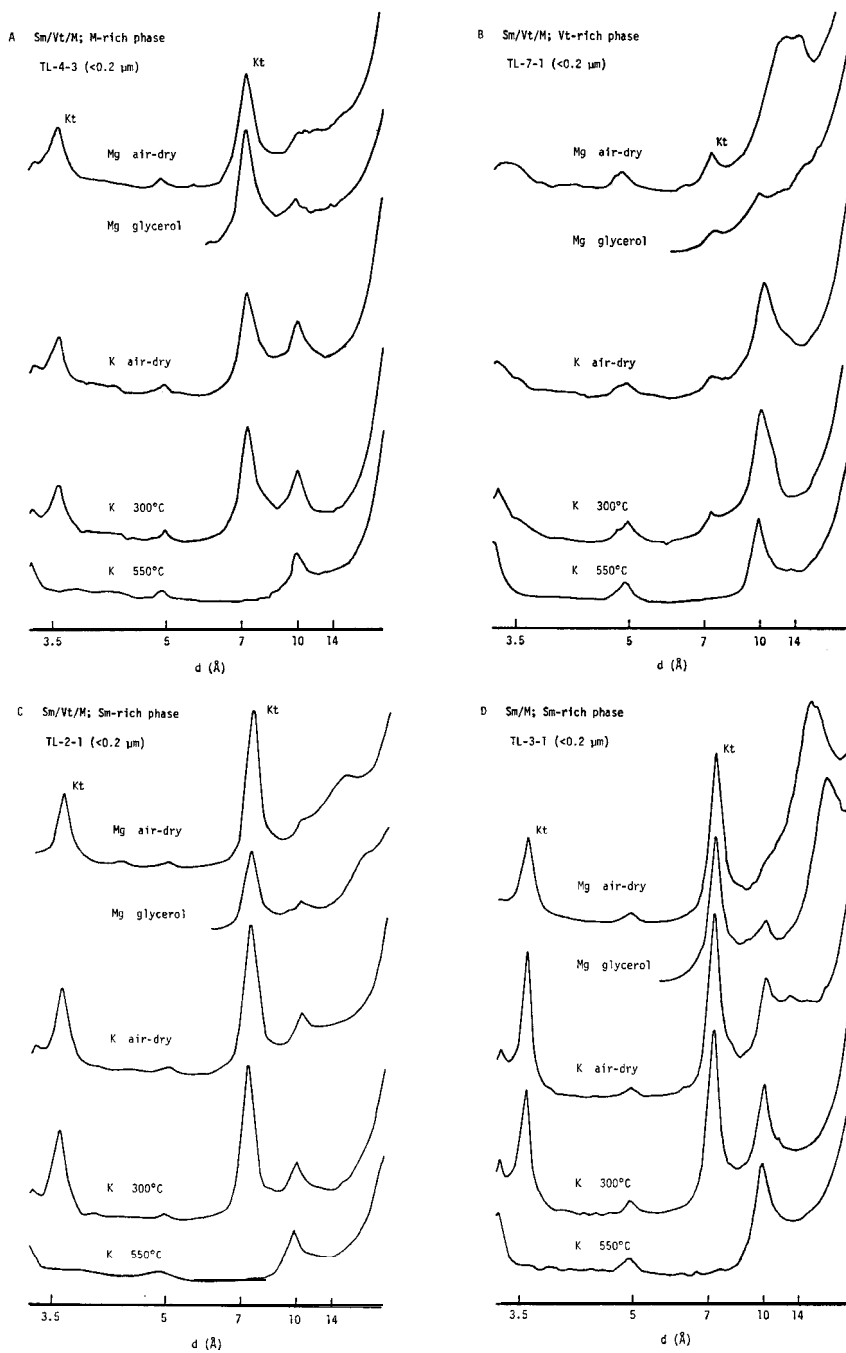 A Sm/Vt/M; M-rich phase
TL-4-3 (<0.2 µm)
Kt
Kt
Mg air-dry
Mg glycerol
K air-dry
K 300°C
K 550°C
3.5 5 7 10 14
d (Å)
B Sm/Vt/M; Vt-rich phase
TL-7-1 (<0.2 µm)
Kt
Mg air-dry
Mg glycerol
K air-dry
K 300°C
K 550°C
3.5 5 7 10 14
d (Å)
C Sm/Vt/M; Sm-rich phase
TL-2-1 (<0.2 µm)
Kt
Kt
Mg air-dry
Mg glycerol
K air-dry
K 300°C
K 550°C
3.5 5 7 10 14
d (Å)
D Sm/M; Sm-rich phase
TL-3-1 (<0.2 µm)
Kt
Kt
Mg air-dry
Mg glycerol
K air-dry
K 300°C
K 550°C
3.5 5 7 10 14
d (Å)